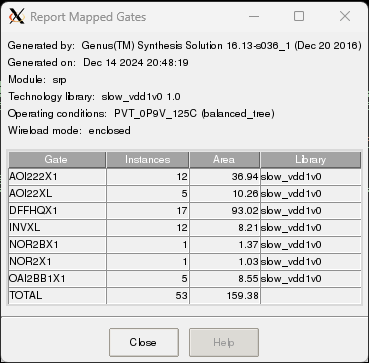 Report Mapped Gates
Generated by: Genus(TM) Synthesis Solution 16.13-s036_1 (Dec 20 2016)
Generated on: Dec 14 2024 20:48:19
Module: srp
Technology library: slow_vdd1v0 1.0
Operating conditions: PVT_0P9V_125C (balanced_tree)
Wireload mode: enclosed
Gate Instances Area Library
AOI222X1 12 36.94 slow_vdd1v0
AOI22XL 5 10.26 slow_vdd1v0
DFFHQX1 17 93.02 slow_vdd1v0
INVXL 12 8.21 slow_vdd1v0
NOR2BX1 1 1.37 slow_vdd1v0
NOR2X1 1 1.03 slow_vdd1v0
OAI2BB1X1 5 8.55 slow_vdd1v0
TOTAL 53 159.38
Close Help